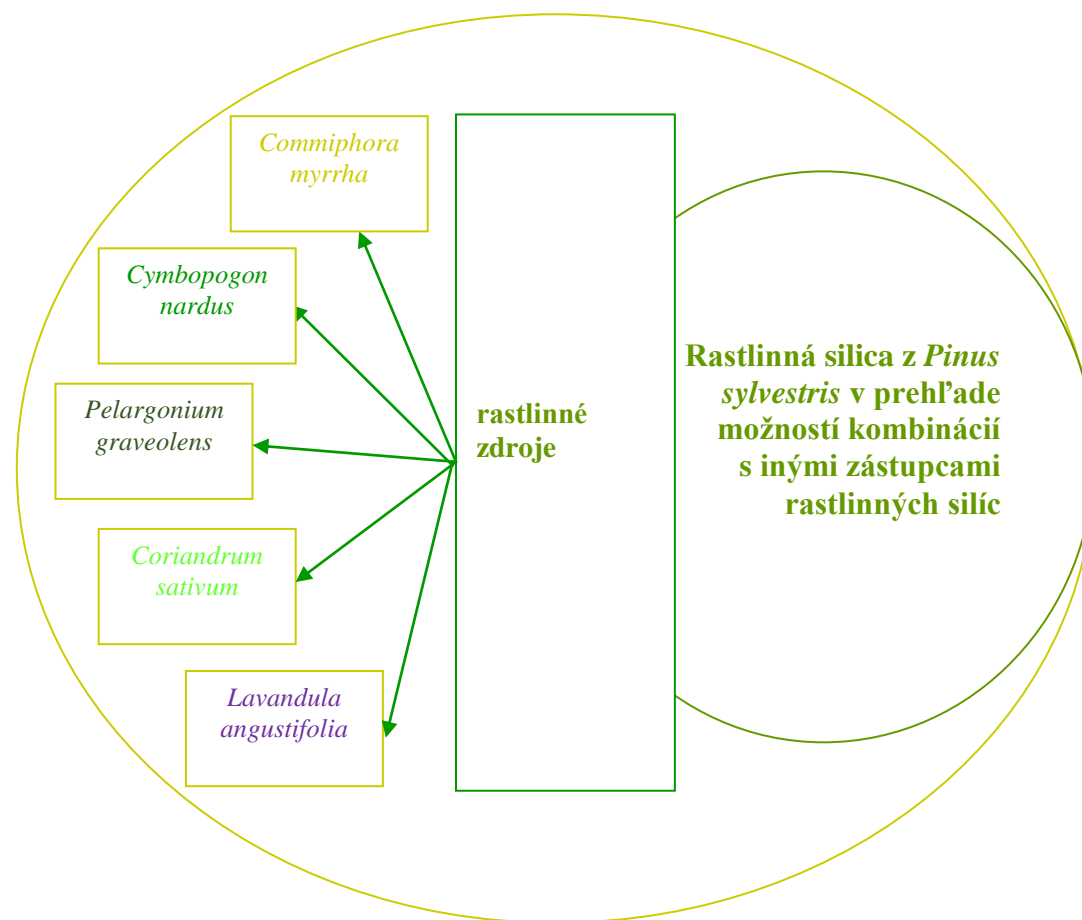 Commiphora
myrrha
Cymbopogon
nardus
Pelargonium
graveolens
Coriandrum
sativum
Lavandula
angustifolia
rastlinné
zdroje
Rastlinná silica z Pinus
sylvestris v prehľade
možností kombinácií
s inými zástupcami
rastlinných silíc